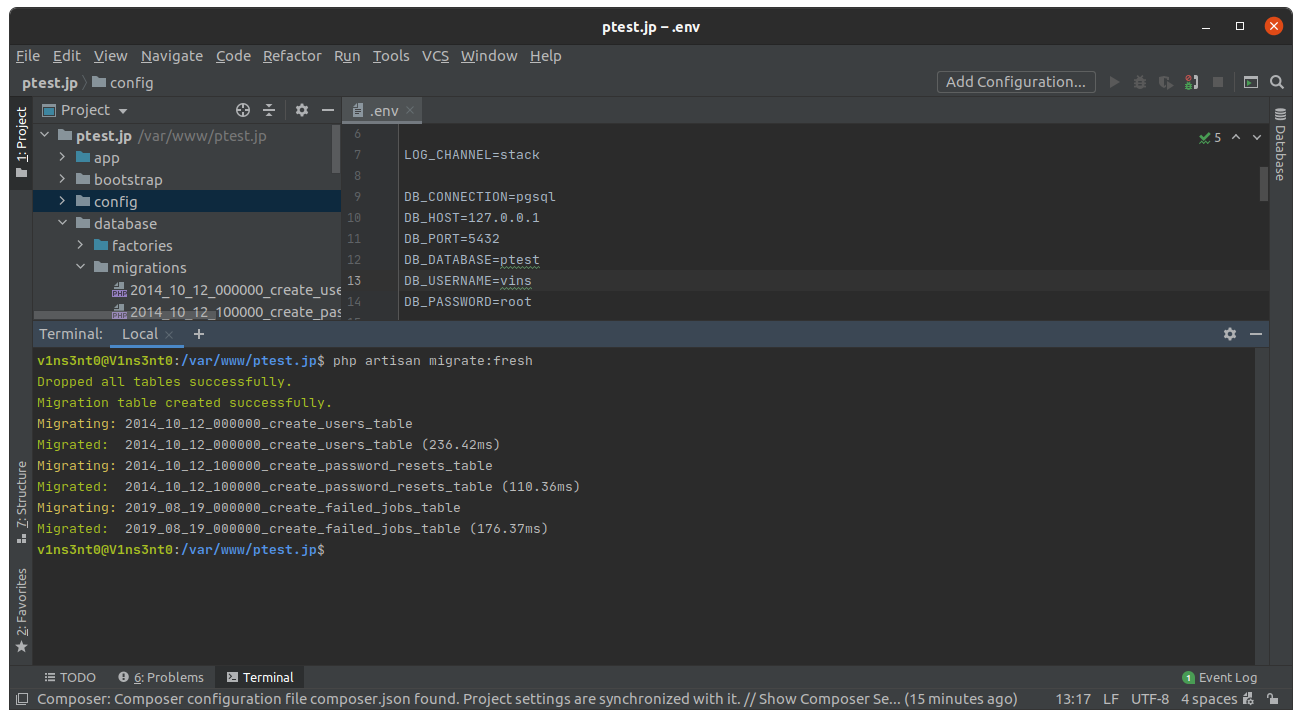 ptest.jp – .env
File Edit View Navigate Code Refactor Run Tools VCS Window Help
ptest.jp config Add Configuration...
1: Project
Project
ptest.jp /var/www/ptest.jp
app
bootstrap
config
database
factories
migrations
2014_10_12_000000_create_use
2014_10_12_100000_create_pas
.env
6
7 LOG_CHANNEL=stack
8
9 DB_CONNECTION=pgsql
10 DB_HOST=127.0.0.1
11 DB_PORT=5432
12 DB_DATABASE=ptest
13 DB_USERNAME=vins
14 DB_PASSWORD=root
5
Database
Terminal: Local
v1ns3nt0@V1ns3nt0:/var/www/ptest.jp$ php artisan migrate:fresh
Dropped all tables successfully.
Migration table created successfully.
Migrating: 2014_10_12_000000_create_users_table
Migrated:  2014_10_12_000000_create_users_table (236.42ms)
Migrating: 2014_10_12_100000_create_password_resets_table
Migrated:  2014_10_12_100000_create_password_resets_table (110.36ms)
Migrating: 2019_08_19_000000_create_failed_jobs_table
Migrated:  2019_08_19_000000_create_failed_jobs_table (176.37ms)
v1ns3nt0@V1ns3nt0:/var/www/ptest.jp$
7: Structure
2: Favorites
TODO 6: Problems Terminal 1 Event Log
Composer: Composer configuration file composer.json found. Project settings are synchronized with it. // Show Composer Se... (15 minutes ago) 13:17 LF UTF-8 4 spaces